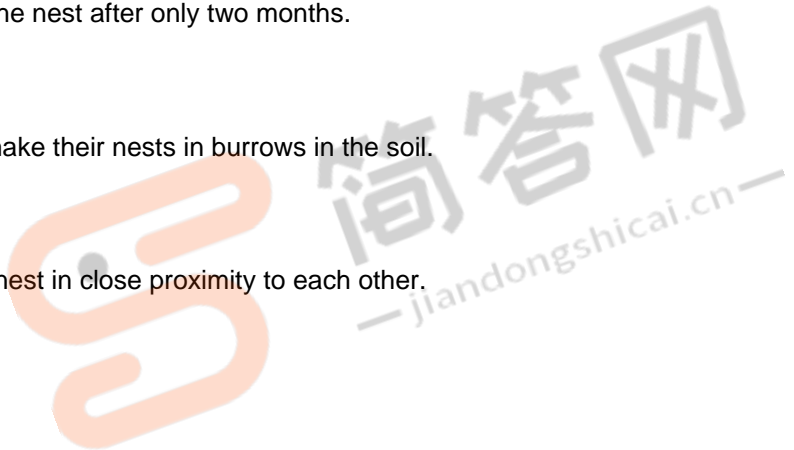 he nest after only two months.
ake their nests in burrows in the soil.
nest in close proximity to each other.
简答网
jiandongshicai.cn